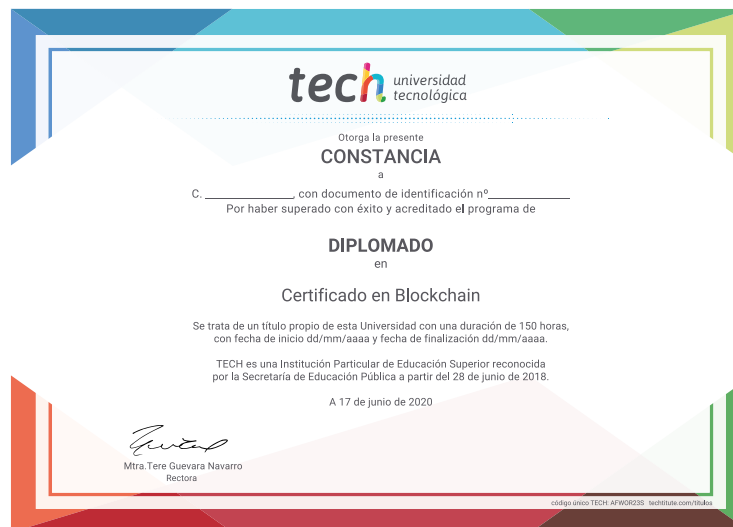 tech universidad
tecnológica
Otorga la presente
CONSTANCIA
a
C. ______________, con documento de identificación nº_____________
Por haber superado con éxito y acreditado el programa de
DIPLOMADO
en
Certificado en Blockchain
Se trata de un título propio de esta Universidad con una duración de 150 horas,
con fecha de inicio dd/mm/aaaa y fecha de finalización dd/mm/aaaa.
TECH es una Institución Particular de Educación Superior reconocida
por la Secretaría de Educación Pública a partir del 28 de junio de 2018.
A 17 de junio de 2020
Mtra.Tere Guevara Navarro
Rectora
código único TECH: AFWOR23S techtitute.com/titulos